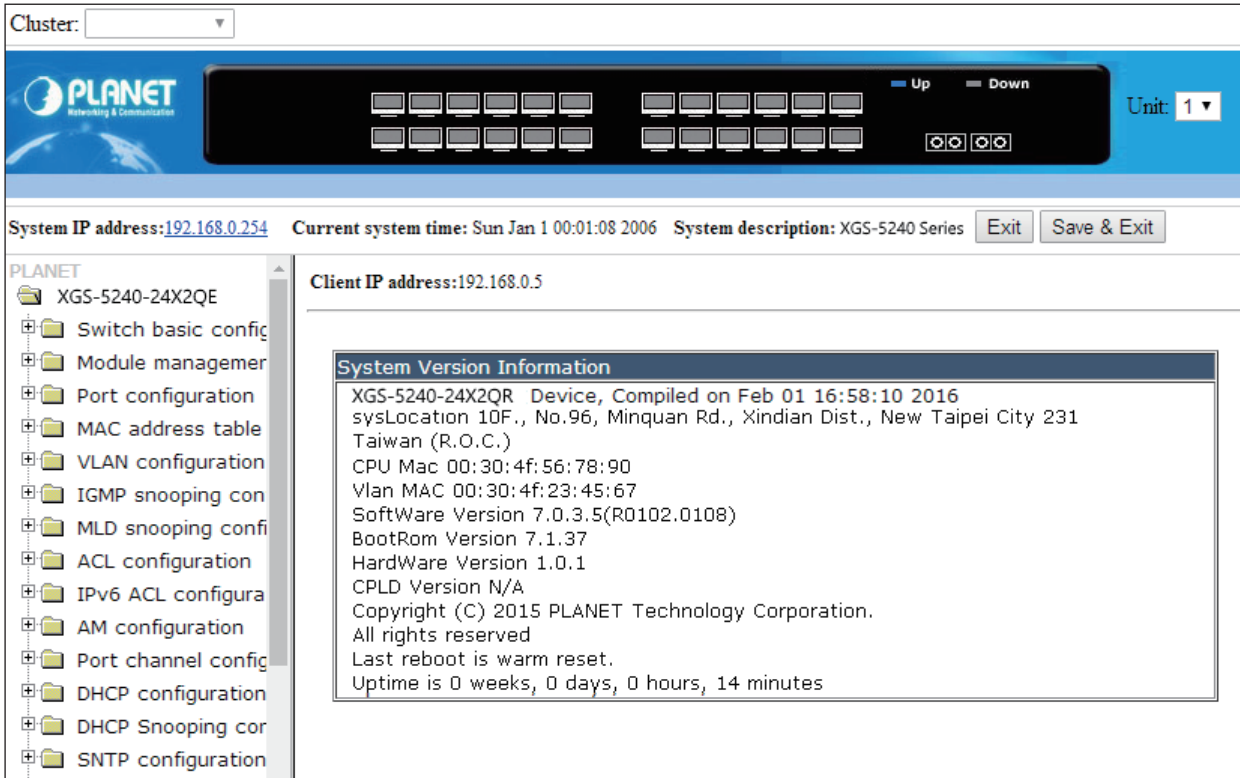 Cluster:
PLANET
Networking & Communication
Up Down
Unit: 1
System IP address:192.168.0.254 Current system time: Sun Jan 1 00:01:08 2006 System description: XGS-5240 Series Exit Save & Exit
PLANET
XGS-5240-24X2QE
Switch basic config
Module managemer
Port configuration
MAC address table
VLAN configuration
IGMP snooping con
MLD snooping confi
ACL configuration
IPv6 ACL configura
AM configuration
Port channel config
DHCP configuration
DHCP Snooping cor
SNTP configuration
Client IP address:192.168.0.5
System Version Information
XGS-5240-24X2QR Device, Compiled on Feb 01 16:58:10 2016
sysLocation 10F., No.96, Minquan Rd., Xindian Dist., New Taipei City 231
Taiwan (R.O.C.)
CPU Mac 00:30:4f:56:78:90
Vlan MAC 00:30:4f:23:45:67
SoftWare Version 7.0.3.5(R0102.0108)
BootRom Version 7.1.37
HardWare Version 1.0.1
CPLD Version N/A
Copyright (C) 2015 PLANET Technology Corporation.
All rights reserved
Last reboot is warm reset.
Uptime is 0 weeks, 0 days, 0 hours, 14 minutes